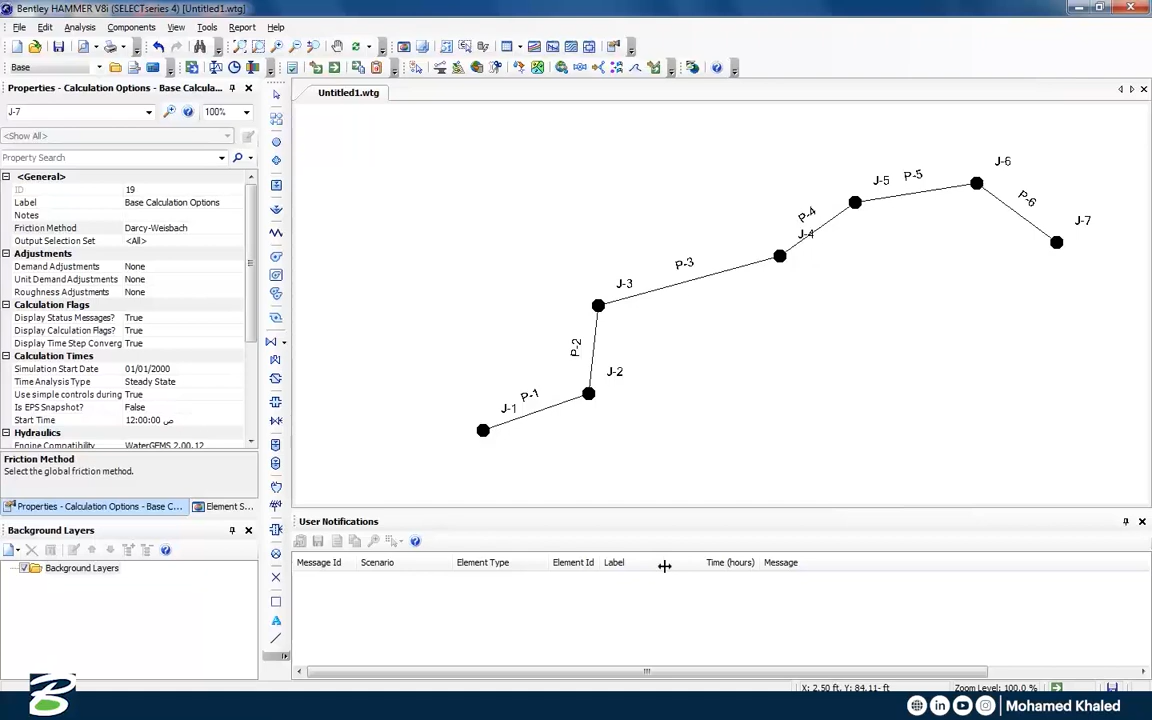 Bentley HAMMER V8i (SELECTseries 4) [Untitled1.wtg]
File Edit Analysis Components View Tools Report Help
Base
Properties - Calculation Options - Base Calcula...
Untitled1.wtg
J-7
100%
<Show All>
Property Search
<General>
ID 19
Label Base Calculation Options
Notes
Friction Method Darcy-Weisbach
Output Selection Set <All>
Adjustments
Demand Adjustments None
Unit Demand Adjustments None
Roughness Adjustments None
Calculation Flags
Display Status Messages? True
Display Calculation Flags? True
Display Time Step Converg True
Calculation Times
Simulation Start Date 01/01/2000
Time Analysis Type Steady State
Use simple controls during True
Is EPS Snapshot? False
Start Time 12:00:00 ص
Hydraulics
Engine Compatibility WaterGEMS 2.00.12
Friction Method
Select the global friction method.
Properties - Calculation Options - Base C...
Element S...
Background Layers
Background Layers
J-6
P-5
J-5
P-6
P-4
J-7
J-4
P-3
J-3
P-2
J-2
P-1
J-1
User Notifications
Message Id Scenario Element Type Element Id Label Time (hours) Message
X: 2.50 ft, Y: 84.11- ft Zoom Level: 100.0 %
Mohamed Khaled